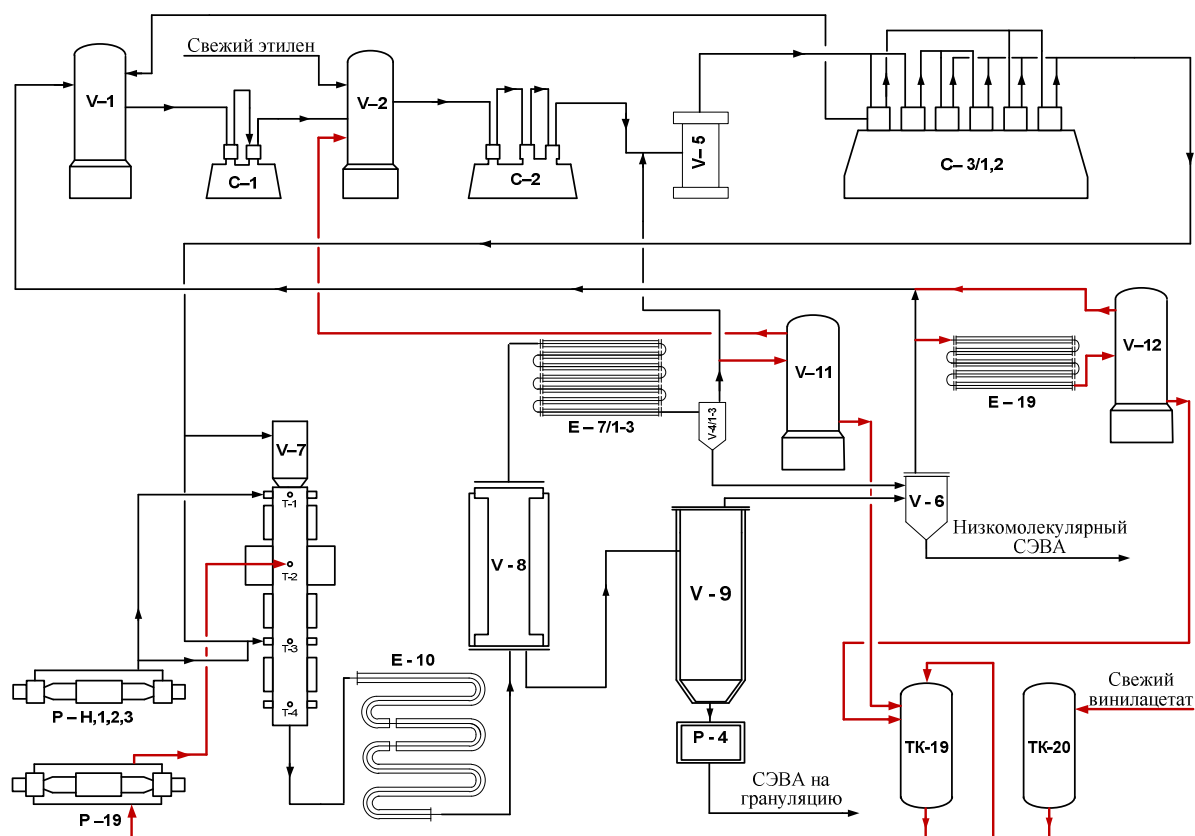 Свежий этилен
V–1
V–2
V– 5
C–1
C–2
C– 3/1,2
V–11
V–12
E – 7/1-3
V-4/1-3
E – 19
V–7
T-1
T-2
T-3
T-4
V - 8
V - 9
V - 6
Низкомолекулярный
СЭВА
E - 10
P – H,1,2,3
P –19
P - 4
СЭВА на
грануляцию
ТК-19
ТК-20
Свежий
винилацетат